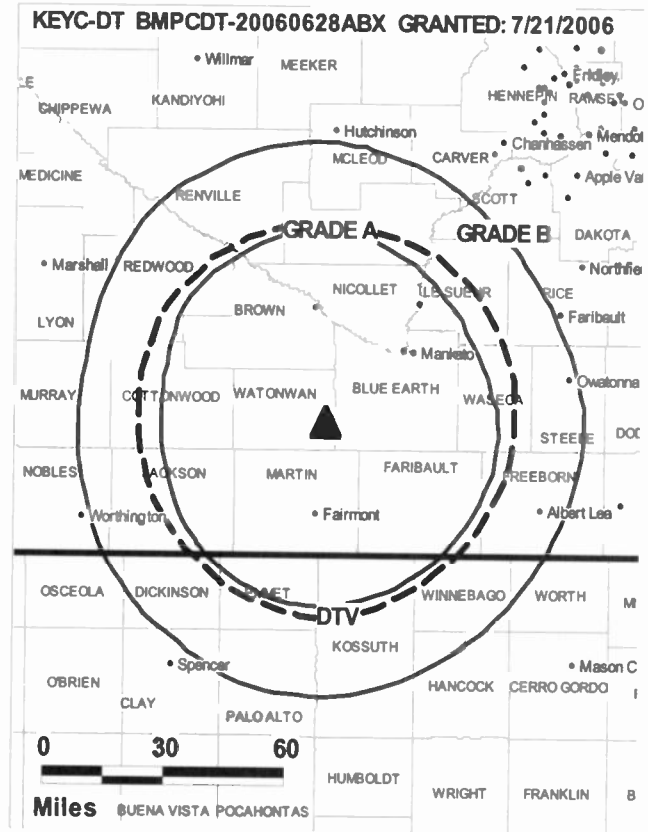 KEYC-DT BMPCDT-20060628ABX GRANTED: 7/21/2006
Willmar
MEEKER
LE
Fridley
HENNEPIN
RAMSEY
O
CHIPPEWA
KANDIYOHI
Hutchinson
Chanhassen
Mendot
MCLEOD
CARVER
MEDICINE
Apple Val
RENVILLE
SCOTT
GRADE A
GRADE B
DAKOTA
Marshall
REDWOOD
Northfie
NICOLLET
LE SUEUR
RICE
BROWN
LYON
Faribault
Mankato
Owatonna
MURRAY
COTTONWOOD
WATONWAN
BLUE EARTH
WASECA
STEELE
DOD
NOBLES
JACKSON
MARTIN
FARIBAULT
FREEBORN
Worthington
Fairmont
Albert Lea
OSCEOLA
DICKINSON
EMMET
WINNEBAGO
WORTH
MI
DTV
KOSSUTH
Spencer
Mason C
O'BRIEN
HANCOCK
CERRO GORDO
F
CLAY
PALO ALTO
0 30 60
HUMBOLDT
WRIGHT
FRANKLIN
B
Miles
BUENA VISTA
POCAHONTAS